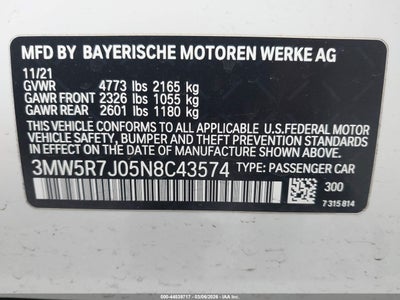 MFD BY BAYERISCHE MOTOREN WERKE AG
11/21
GVWR 4773 lbs 2165 kg
GAWR FRONT 2326 lbs 1055 kg
GAWR REAR 2601 lbs 1180 kg
THIS VEHICLE CONFORMS TO ALL APPLICABLE U.S.FEDERAL MOTOR
VEHICLE SAFETY, BUMPER, AND THEFT PREVENTION STANDARDS IN
EFFECT ON THE DATE OF MANUFACTURE SHOWN ABOVE.
3MW5R7J05N8C43574 TYPE: PASSENGER CAR
300
7 315 814